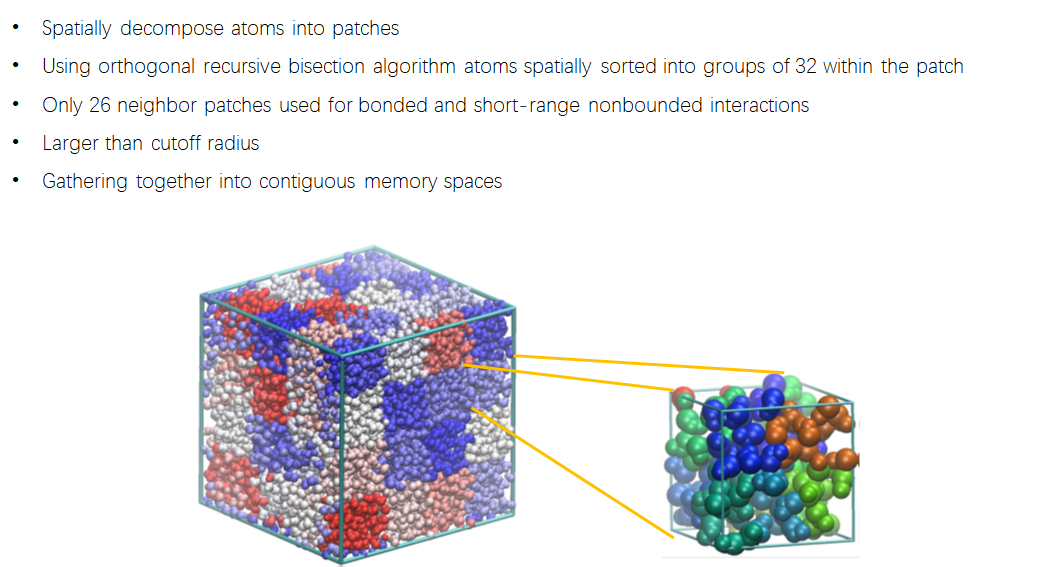 • Spatially decompose atoms into patches
• Using orthogonal recursive bisection algorithm atoms spatially sorted into groups of 32 within the patch
• Only 26 neighbor patches used for bonded and short-range nonbounded interactions
• Larger than cutoff radius
• Gathering together into contiguous memory spaces